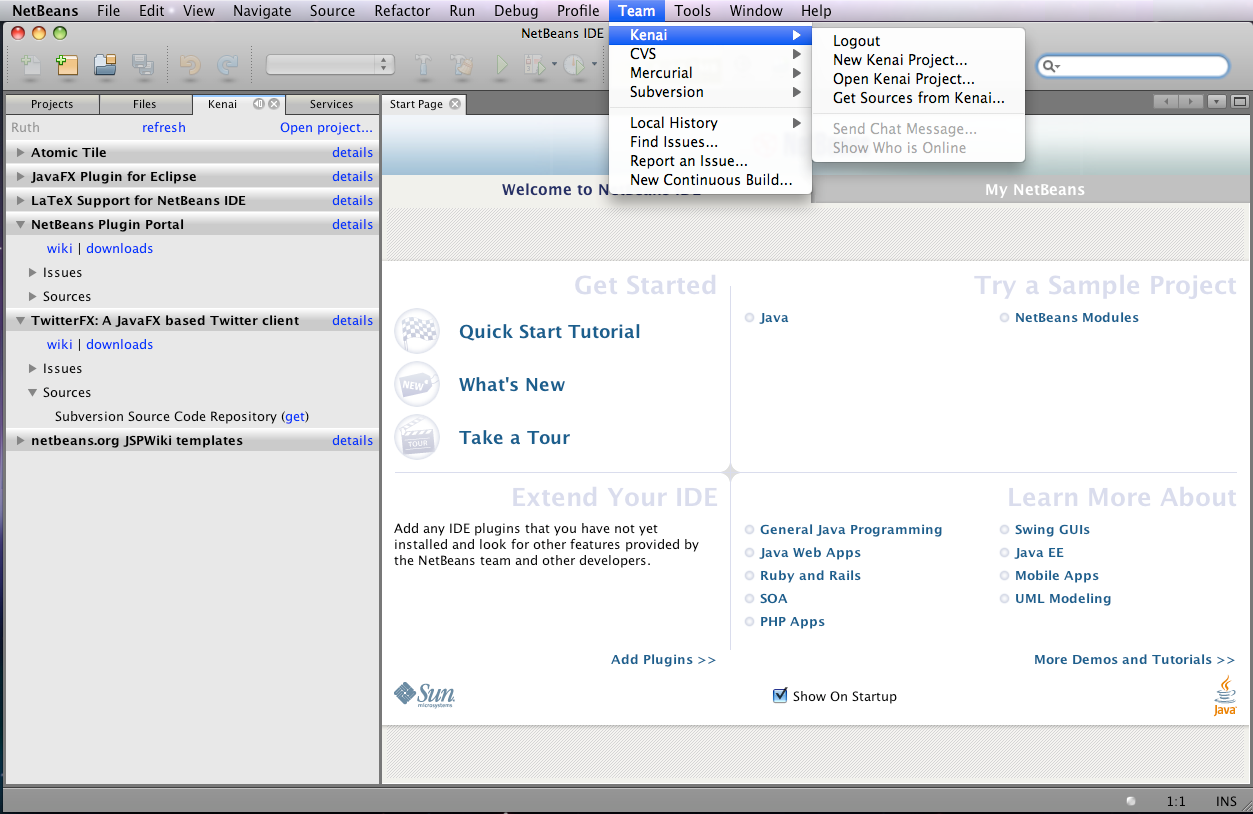 NetBeans File Edit View Navigate Source Refactor Run Debug Profile Team Tools Window Help
NetBeans IDE
Kenai
CVS
Mercurial
Subversion
Local History
Find Issues...
Report an Issue...
New Continuous Build...
Logout
New Kenai Project...
Open Kenai Project...
Get Sources from Kenai...
Send Chat Message...
Show Who is Online
Projects Files Kenai Services
Ruth refresh Open project...
Atomic Tile details
JavaFX Plugin for Eclipse details
LaTeX Support for NetBeans IDE details
NetBeans Plugin Portal details
wiki | downloads
Issues
Sources
TwitterFX: A JavaFX based Twitter client details
wiki | downloads
Issues
Sources
Subversion Source Code Repository (get)
netbeans.org JSPWiki templates details
Start Page
Welcome to NetBeans IDE My NetBeans
Get Started
Quick Start Tutorial
NEW
What's New
TOUR
Take a Tour
Try a Sample Project
Java NetBeans Modules
Extend Your IDE
Add any IDE plugins that you have not yet
installed and look for other features provided by
the NetBeans team and other developers.
Add Plugins >>
Learn More About
General Java Programming Swing GUIs
Java Web Apps Java EE
Ruby and Rails Mobile Apps
SOA UML Modeling
PHP Apps
More Demos and Tutorials >>
Sun
microsystems
Show On Startup
Java
1:1 INS